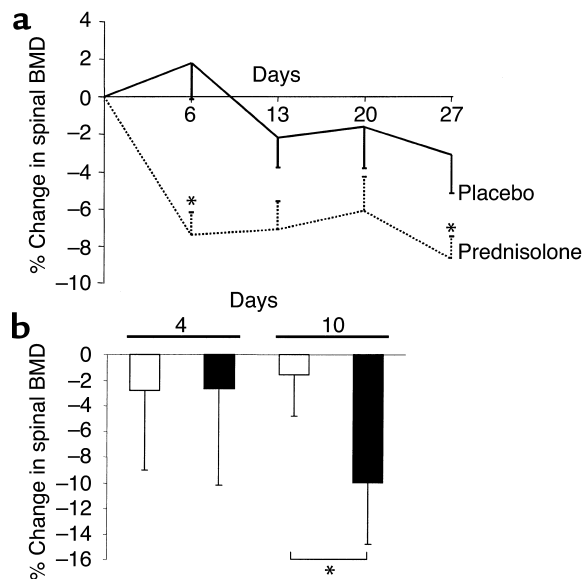 a
% Change in spinal BMD
4
2
0
–2
–4
–6
–8
–10
Days
6 13 20 27
*
*
Placebo
Prednisolone
b
% Change in spinal BMD
Days
4 10
0
–2
–4
–6
–8
–10
–12
–14
–16
*